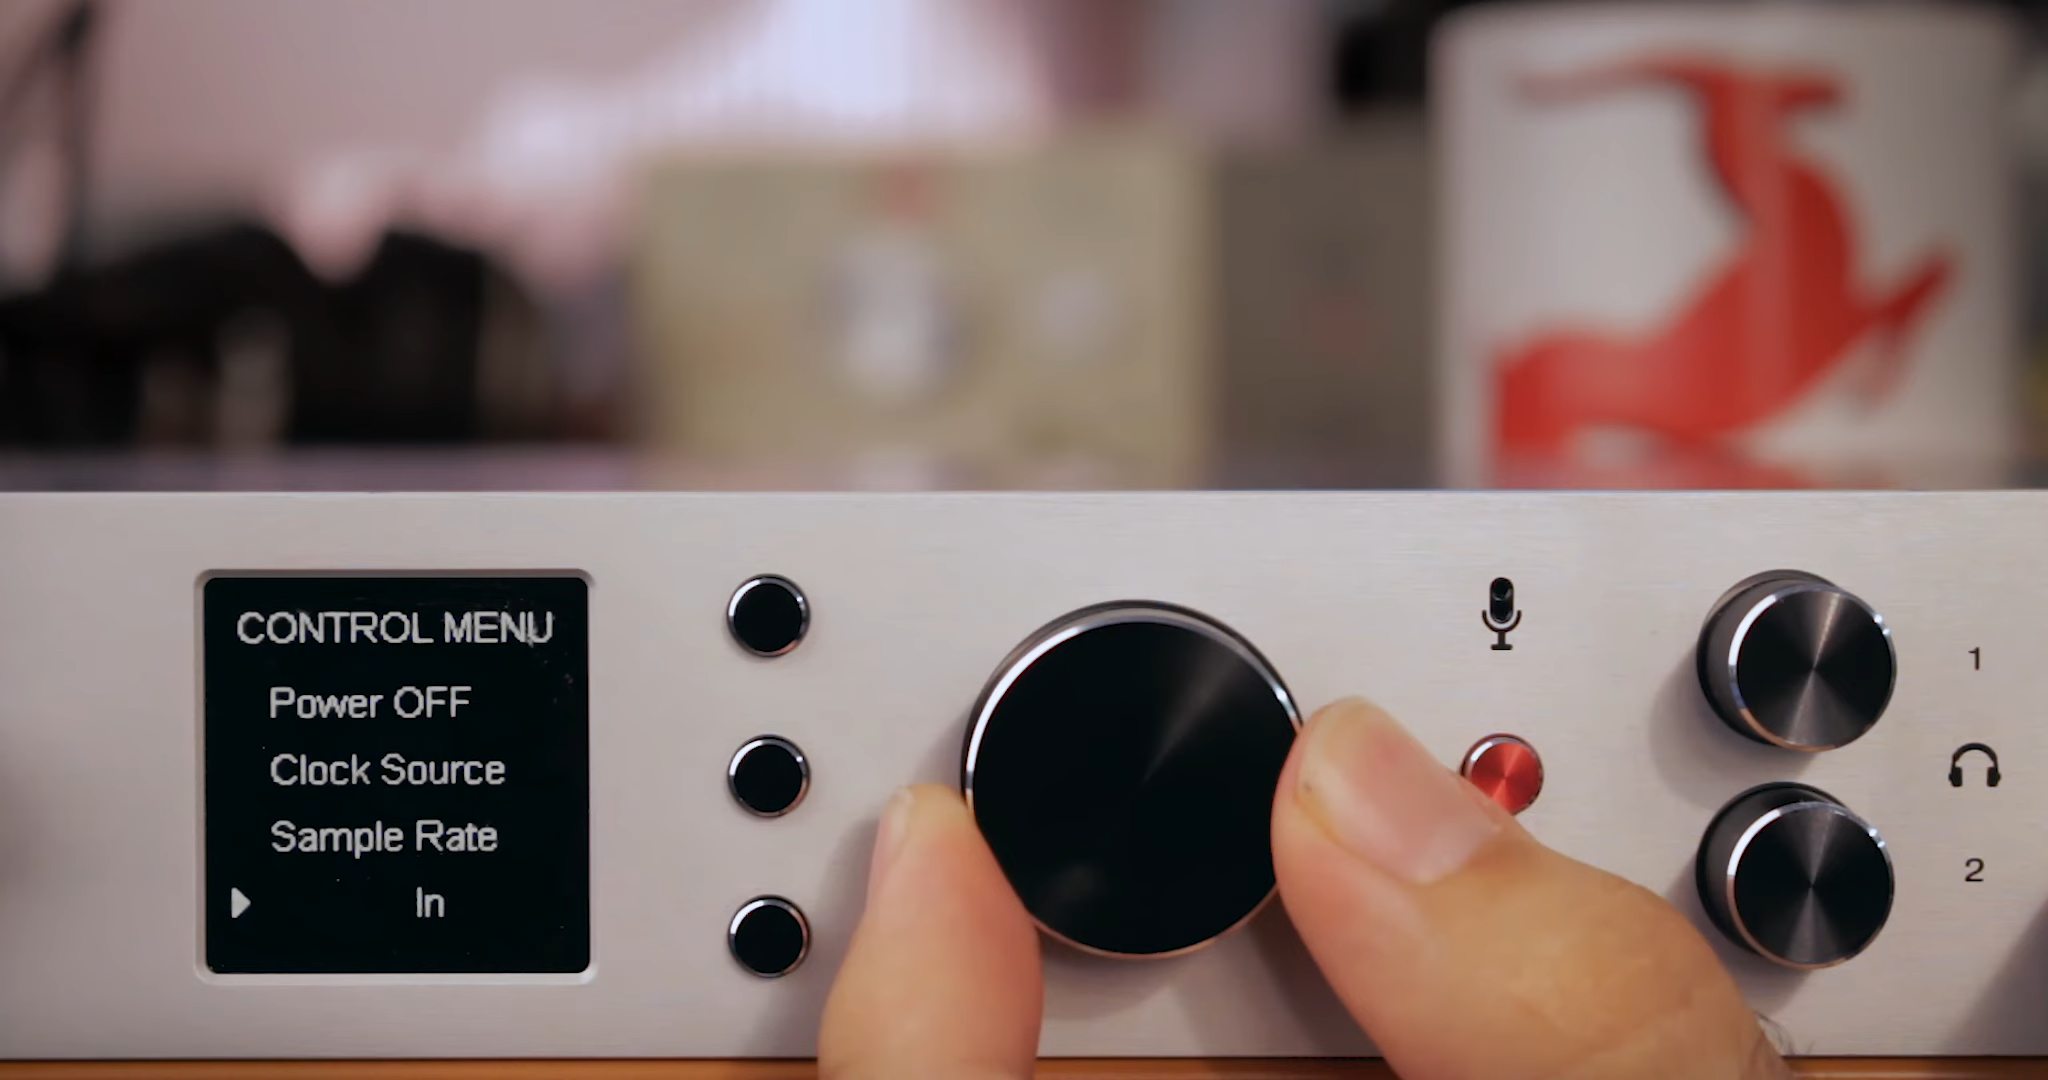 CONTROL MENU
Power OFF
Clock Source
Sample Rate
In
1
2